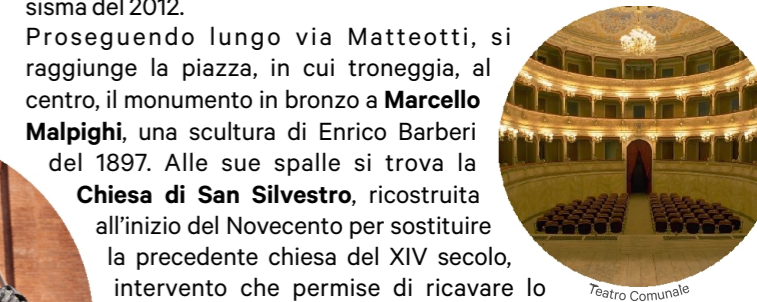 sisma del 2012.
Proseguendo lungo via Matteotti, si
raggiunge la piazza, in cui troneggia, al
centro, il monumento in bronzo a Marcello
Malpighi, una scultura di Enrico Barberi
del 1897. Alle sue spalle si trova la
Chiesa di San Silvestro, ricostruita
all’inizio del Novecento per sostituire
la precedente chiesa del XIV secolo,
intervento che permise di ricavare lo
Teatro Comunale